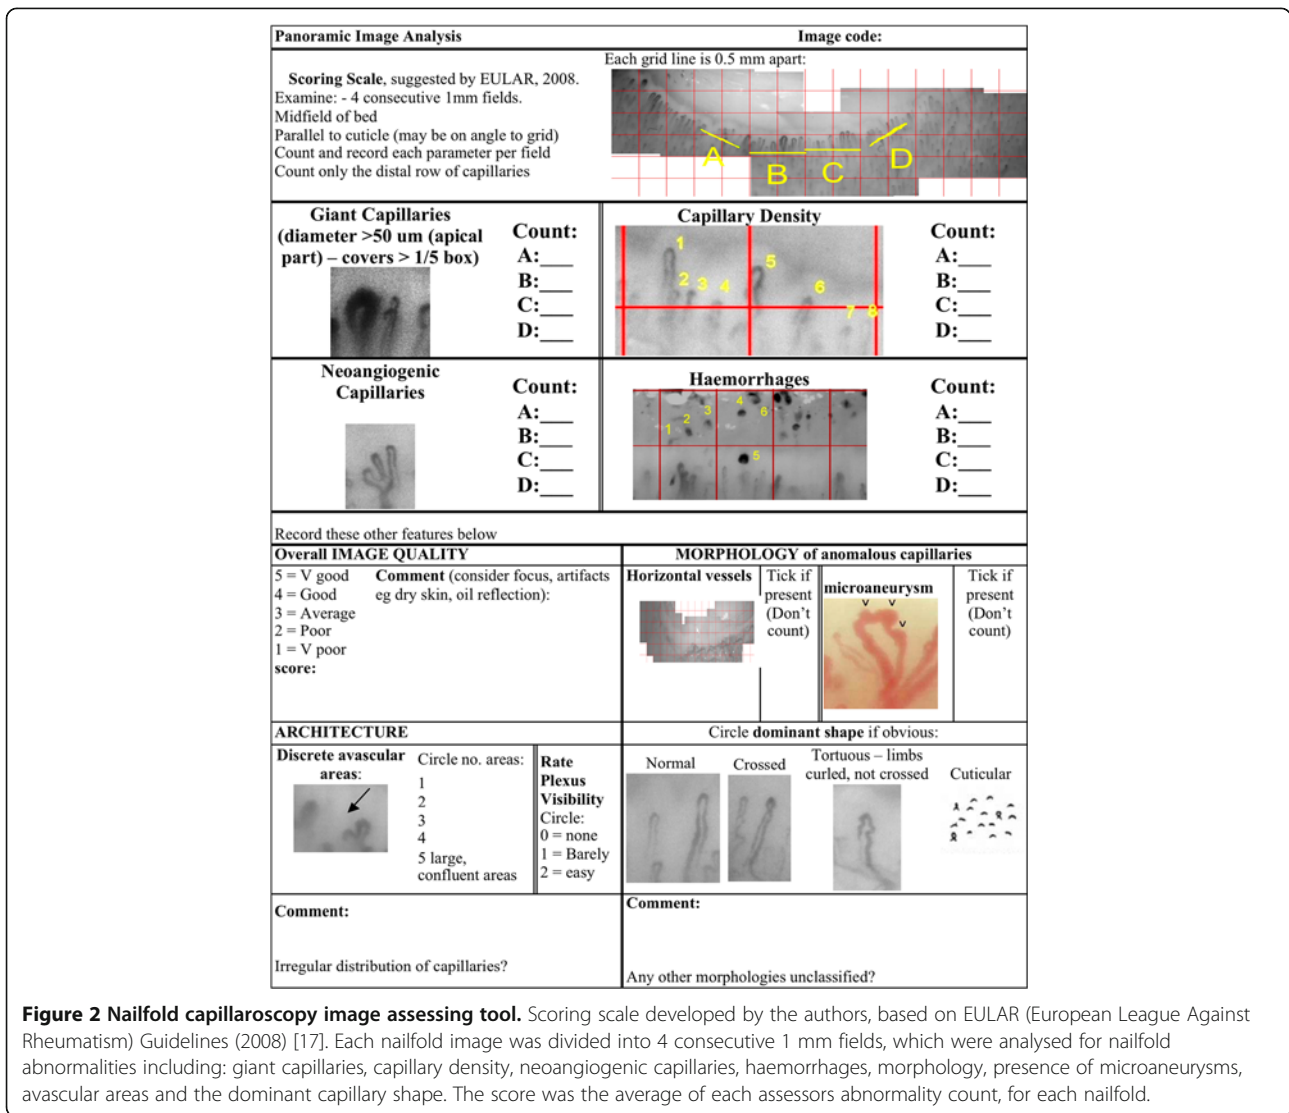 Panoramic Image Analysis
Image code:
Scoring Scale, suggested by EULAR, 2008.
Examine: - 4 consecutive 1mm fields.
Midfield of bed
Parallel to cuticle (may be on angle to grid)
Count and record each parameter per field
Count only the distal row of capillaries
Each grid line is 0.5 mm apart:
A
B
C
D
Giant Capillaries
(diameter >50 um (apical
part) – covers > 1/5 box)
Count:
A:___
B:___
C:___
D:___
Capillary Density
1
2
3
4
5
6
7
8
Count:
A:___
B:___
C:___
D:___
Neoangiogenic
Capillaries
Count:
A:___
B:___
C:___
D:___
Haemorrhages
1
2
3
4
5
6
Count:
A:___
B:___
C:___
D:___
Record these other features below
Overall IMAGE QUALITY
5 = V good
4 = Good
3 = Average
2 = Poor
1 = V poor
score:
Comment (consider focus, artifacts
eg dry skin, oil reflection):
MORPHOLOGY of anomalous capillaries
Horizontal vessels
Tick if
present
(Don't
count)
microaneurysm
v v
v
Tick if
present
(Don't
count)
ARCHITECTURE
Discrete avascular
areas:
Circle no. areas:
1
2
3
4
5 large,
confluent areas
Rate
Plexus
Visibility
Circle:
0 = none
1 = Barely
2 = easy
Circle dominant shape if obvious:
Normal
Crossed
Tortuous – limbs
curled, not crossed
Cuticular
Comment:
Irregular distribution of capillaries?
Comment:
Any other morphologies unclassified?
Figure 2 Nailfold capillaroscopy image assessing tool. Scoring scale developed by the authors, based on EULAR (European League Against
Rheumatism) Guidelines (2008) [17]. Each nailfold image was divided into 4 consecutive 1 mm fields, which were analysed for nailfold
abnormalities including: giant capillaries, capillary density, neoangiogenic capillaries, haemorrhages, morphology, presence of microaneurysms,
avascular areas and the dominant capillary shape. The score was the average of each assessors abnormality count, for each nailfold.